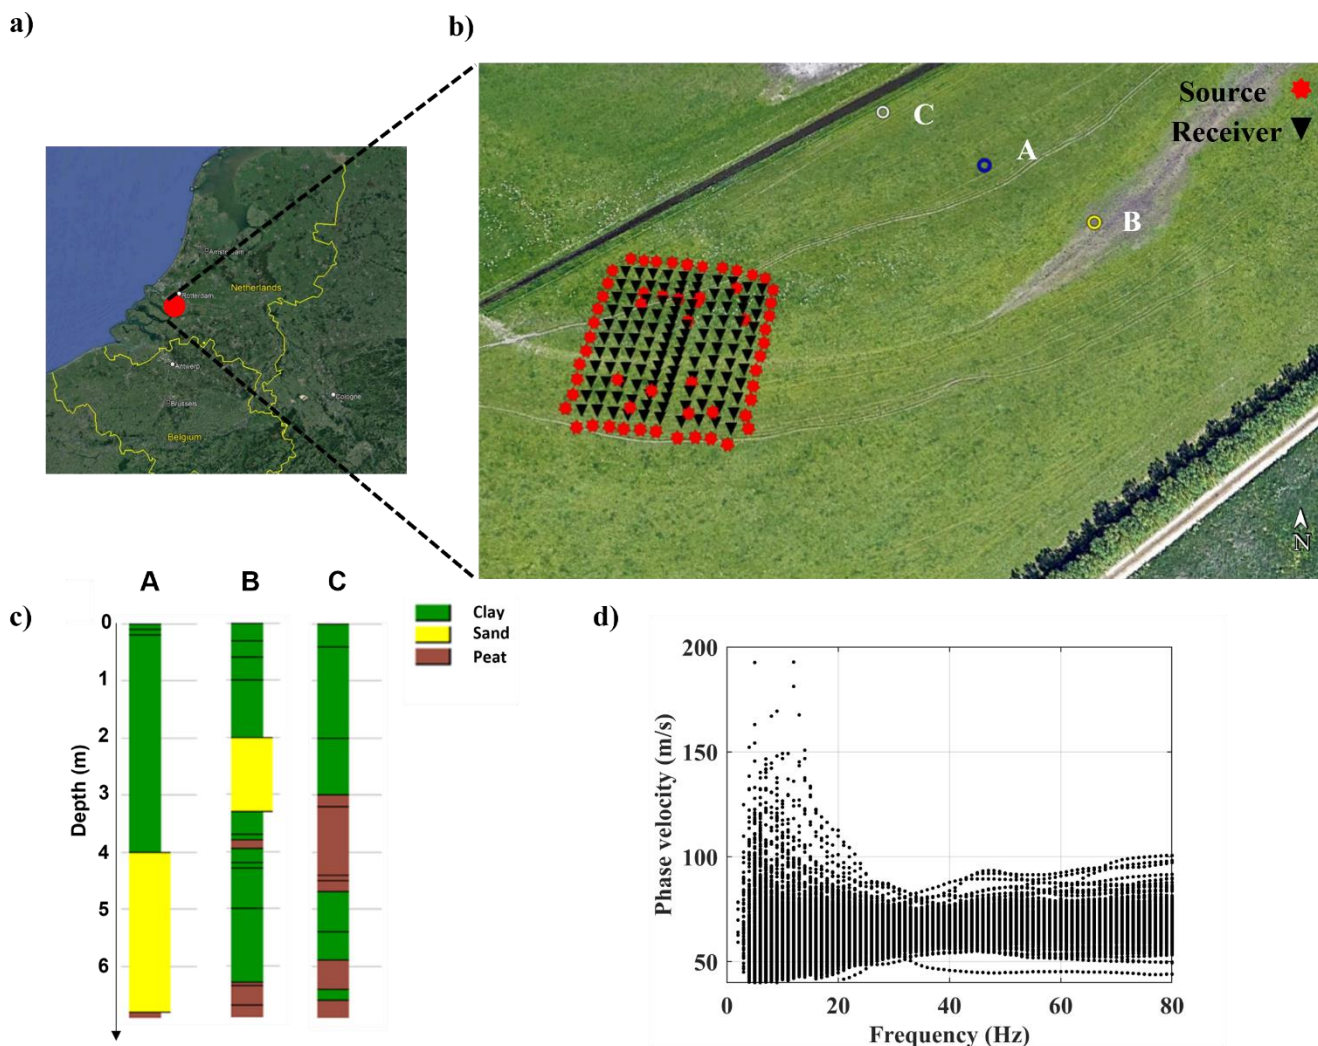 a)
b)
Source
Receiver
C
A
B
N
Rotterdam
Netherlands
Antwerp
Brussels
Cologne
Belgium
c)
A
B
C
Depth (m)
0
1
2
3
4
5
6
Clay
Sand
Peat
d)
Phase velocity (m/s)
200
150
100
50
0
20
40
60
80
Frequency (Hz)